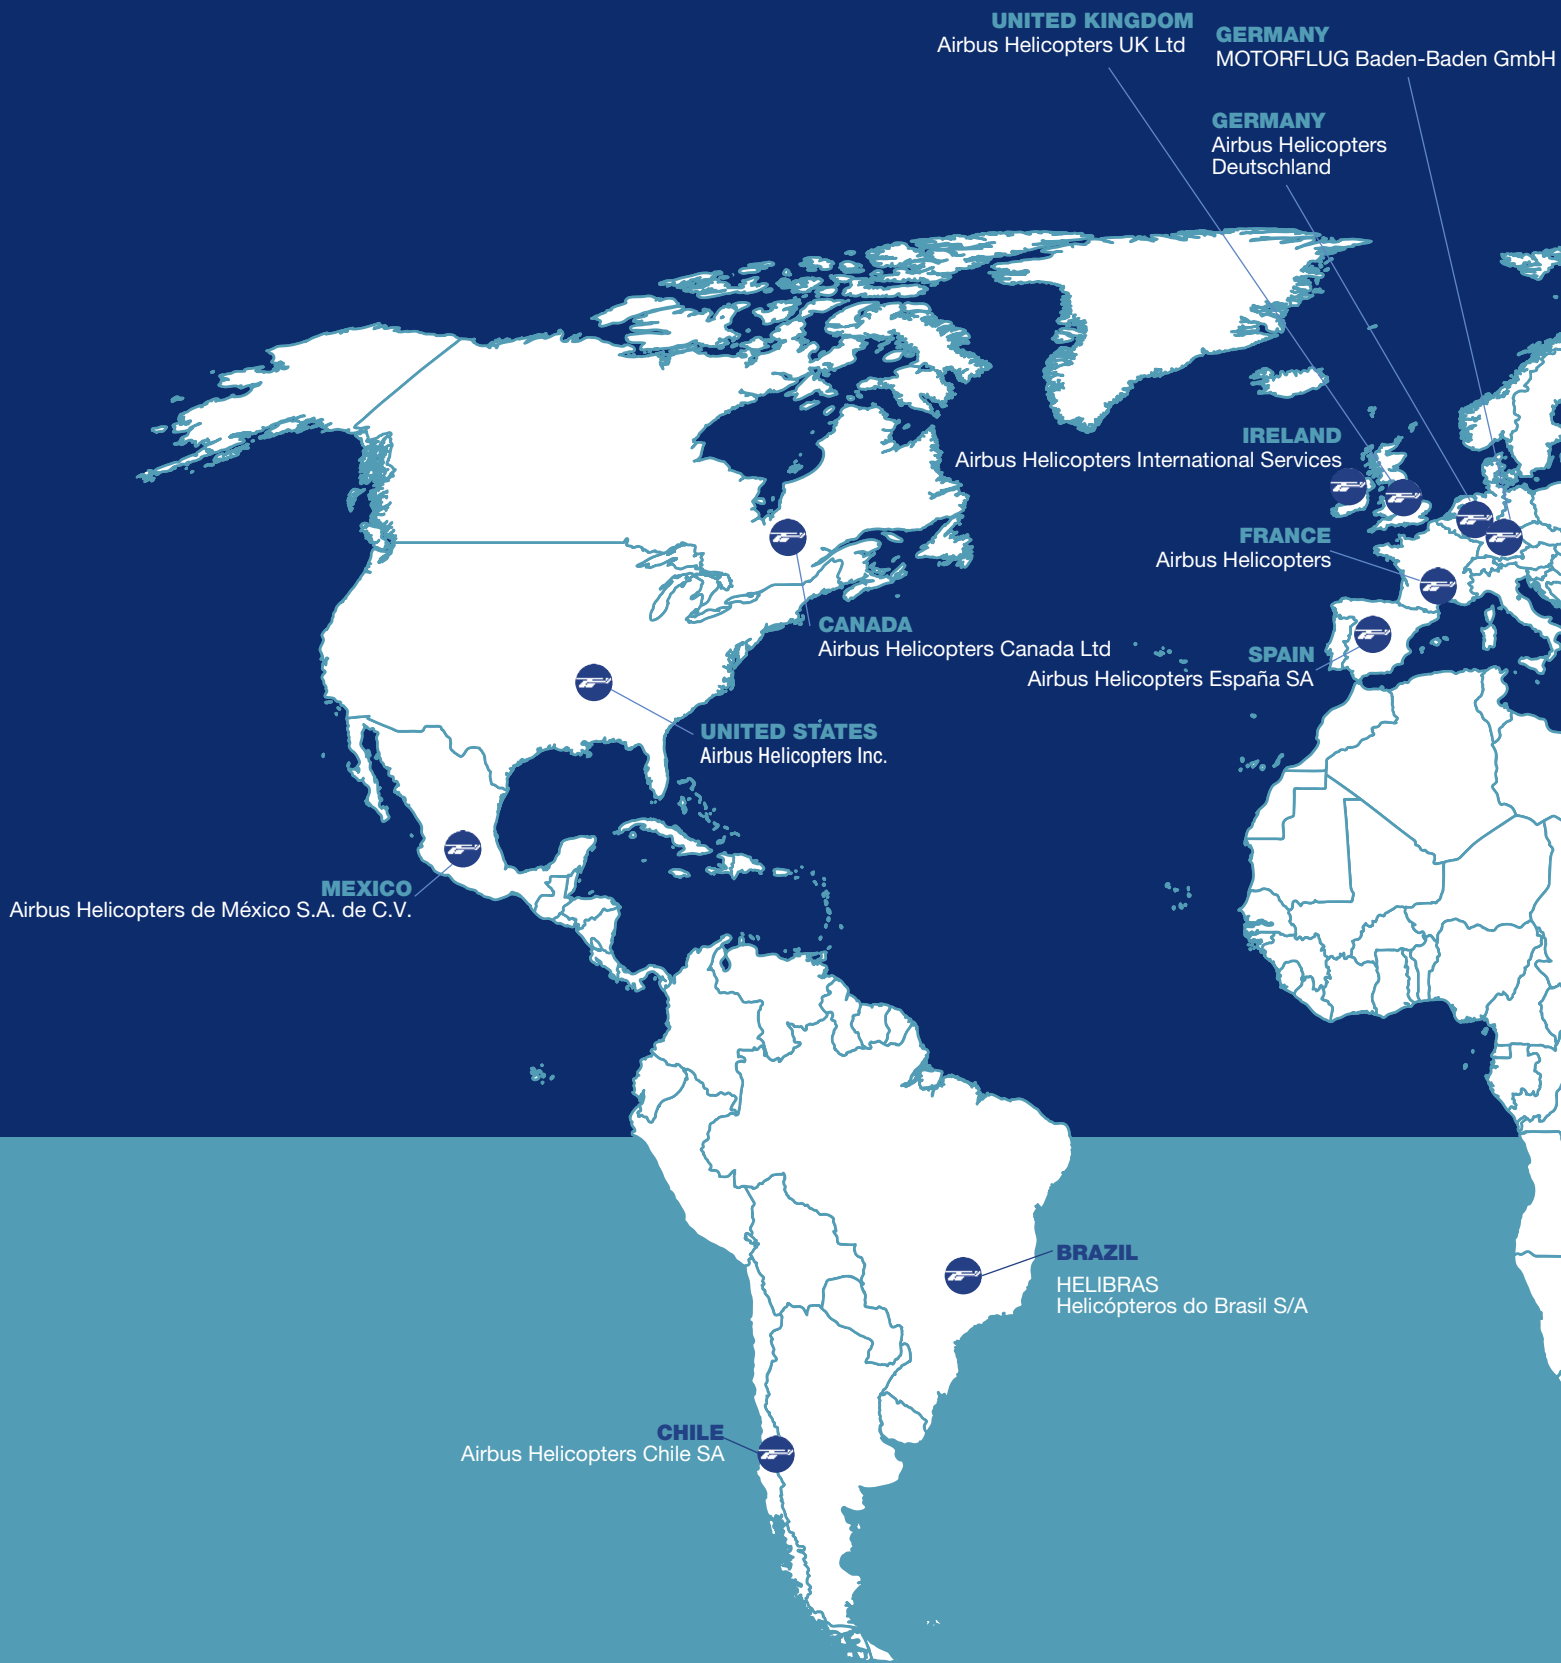 UNITED KINGDOM
Airbus Helicopters UK Ltd
GERMANY
MOTORFLUG Baden-Baden GmbH
GERMANY
Airbus Helicopters
Deutschland
IRELAND
Airbus Helicopters International Services
FRANCE
Airbus Helicopters
CANADA
Airbus Helicopters Canada Ltd
SPAIN
Airbus Helicopters España SA
UNITED STATES
Airbus Helicopters Inc.
MEXICO
Airbus Helicopters de México S.A. de C.V.
BRAZIL
HELIBRAS
Helicópteros do Brasil S/A
CHILE
Airbus Helicopters Chile SA